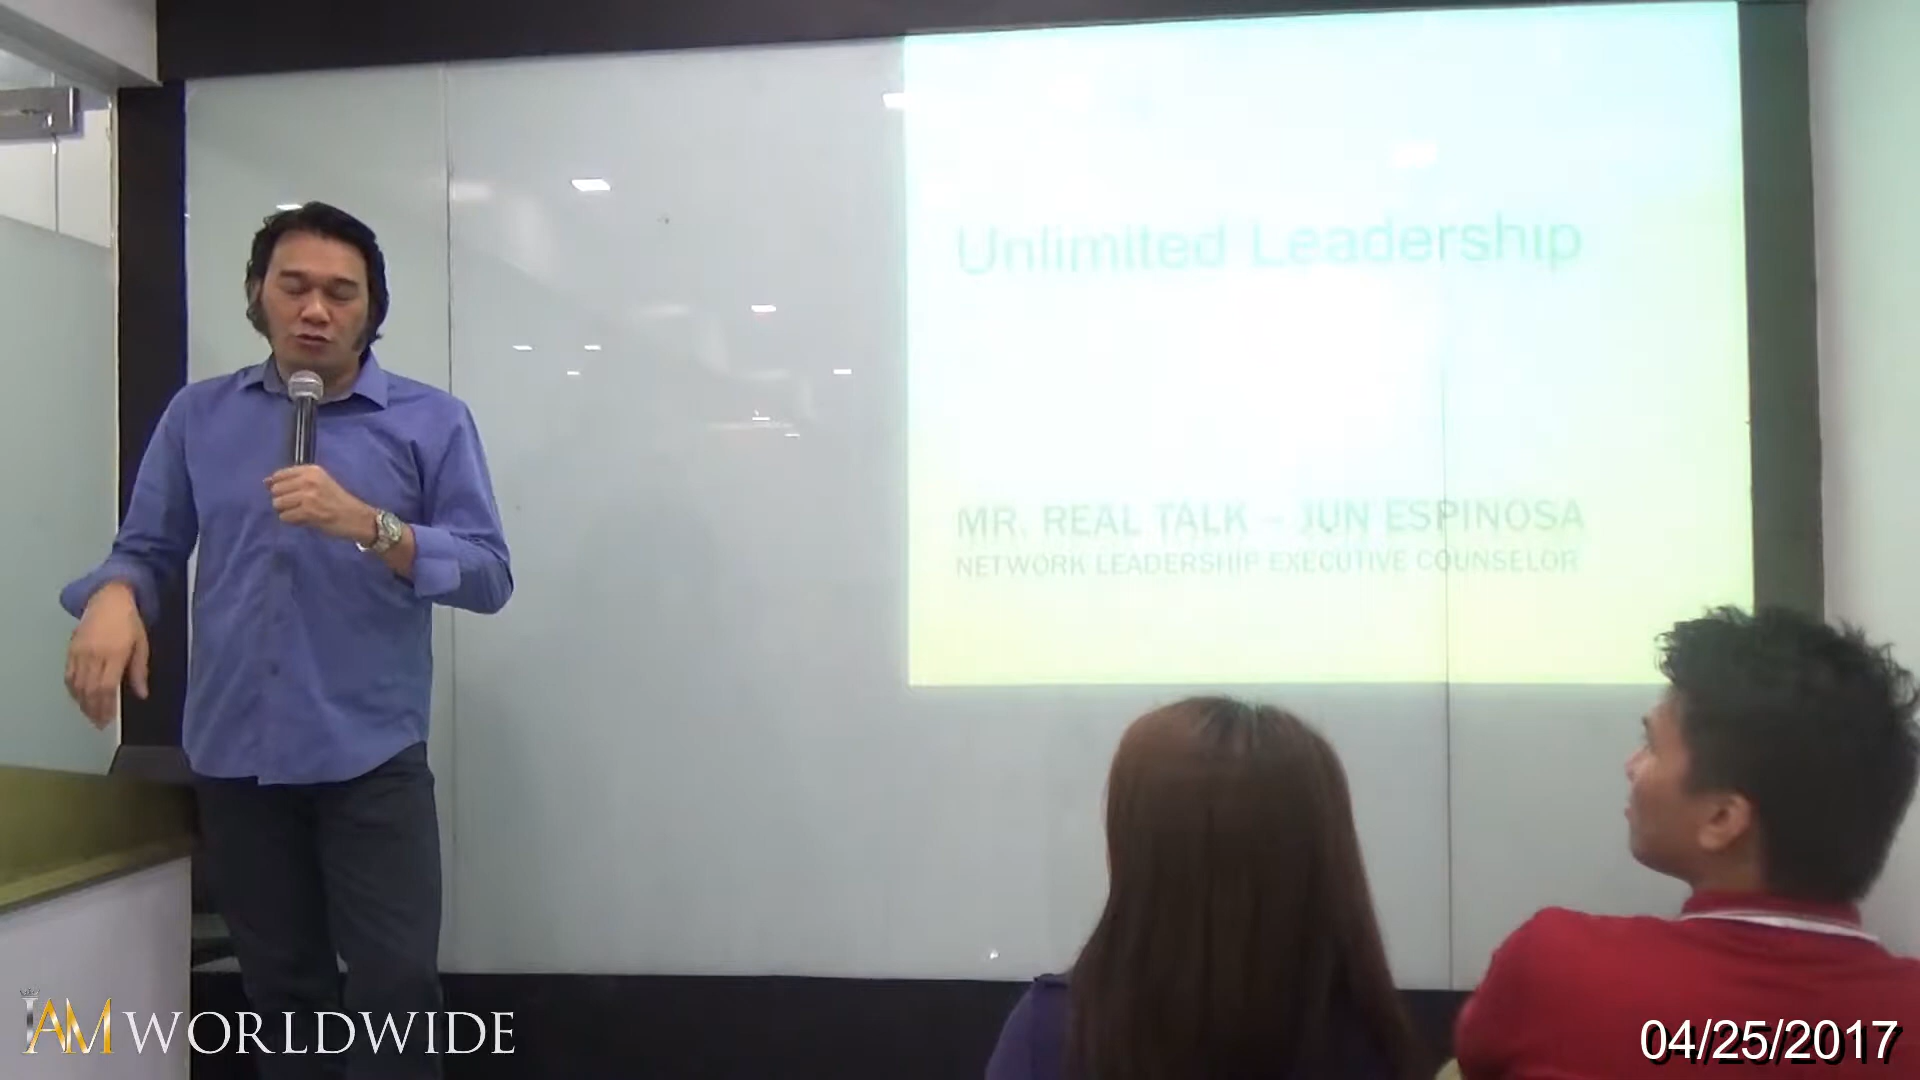 Unlimited Leadership
MR. REAL TALK – JUN ESPINOSA
NETWORK LEADERSHIP EXECUTIVE COUNSELOR
IAM WORLDWIDE
04/25/2017